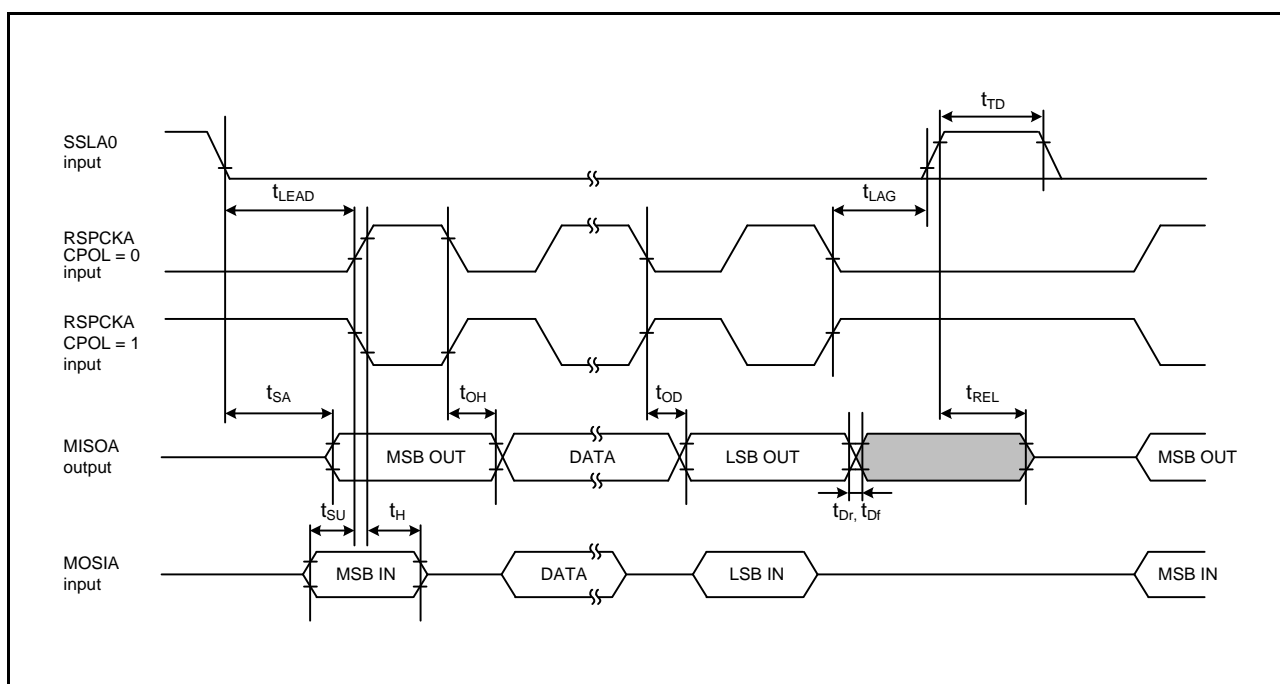 tTD
SSLA0
input
tLEAD
tLAG
RSPCKA
CPOL = 0
input
RSPCKA
CPOL = 1
input
tSA
tOH
tOD
tREL
MISOA
output
MSB OUT
DATA
LSB OUT
MSB OUT
tSU
tH
tDr, tDf
MOSIA
input
MSB IN
DATA
LSB IN
MSB IN